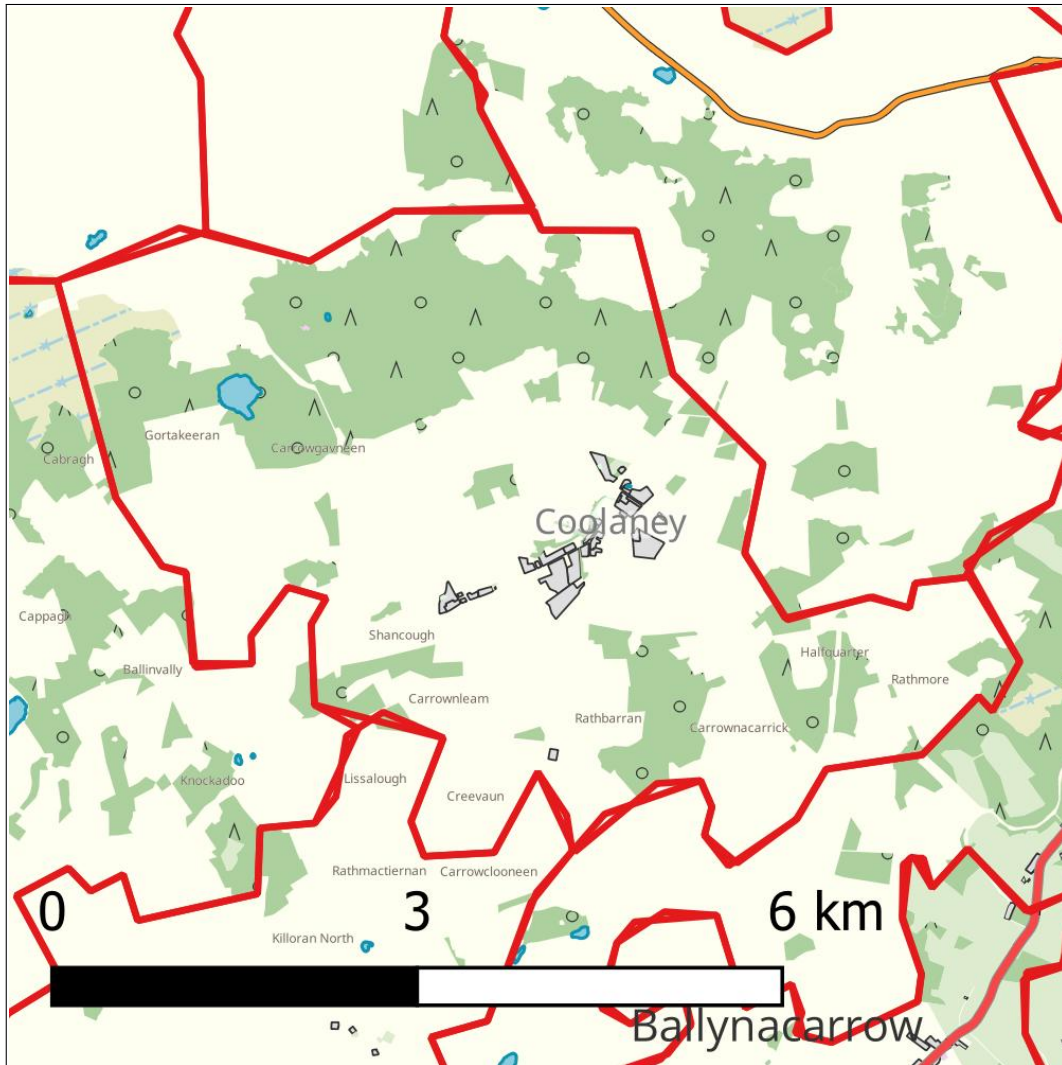 Gortakeeran
Carrowgavneen
Cabragh
Coolaney
Cappagh
Shancough
Ballinvally
Halfquarter
Rathmore
Carrownleam
Rathbarran
Carrownacarrick
Knockadoo
Lissalough
Creevaun
Rathmactiernan
Carrowclooneen
0
3
6 km
Killoran North
Ballynacarrow